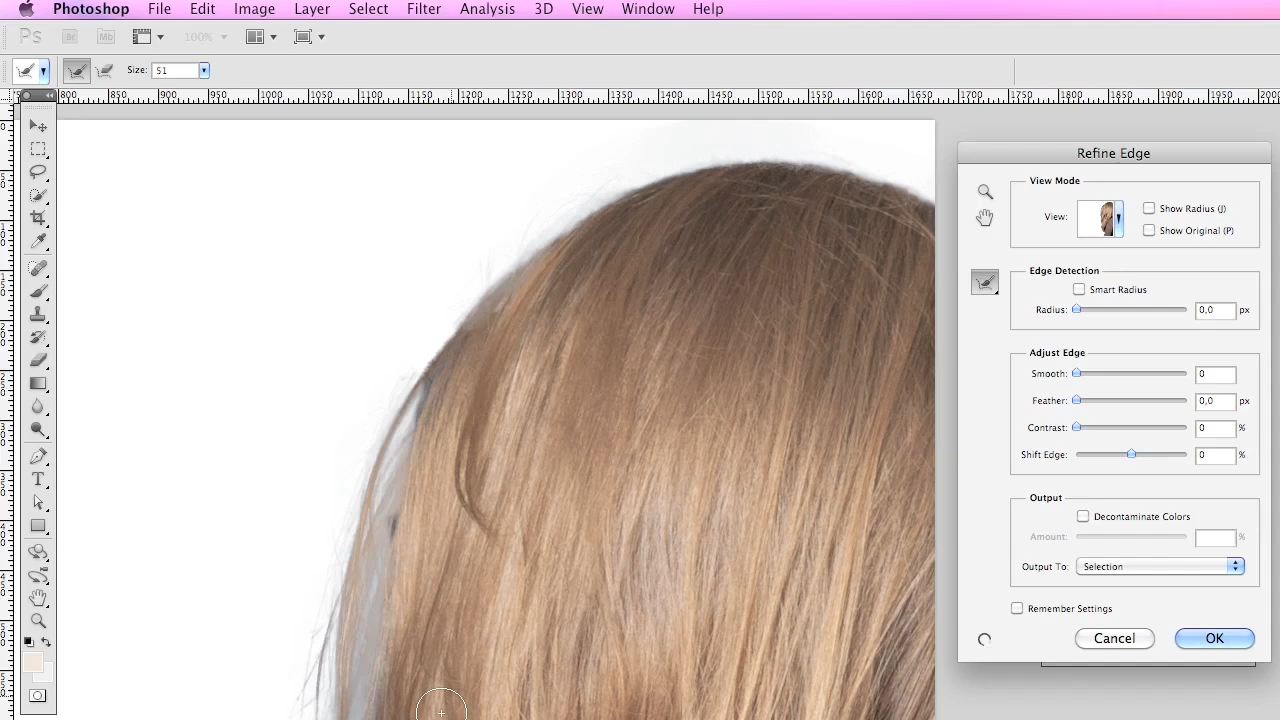 Photoshop File Edit Image Layer Select Filter Analysis 3D View Window Help
Ps Br Mb 100%
Size: 51
800 850 900 950 1000 1050 1100 1150 1200 1250 1300 1350 1400 1450 1500 1550 1600 1650 1700 1750 1800 1850 1900 1950 2000
Refine Edge
View Mode
View:
Show Radius (J)
Show Original (P)
Edge Detection
Smart Radius
Radius: 0,0 px
Adjust Edge
Smooth: 0
Feather: 0,0 px
Contrast: 0 %
Shift Edge: 0 %
Output
Decontaminate Colors
Amount: %
Output To: Selection
Remember Settings
Cancel OK